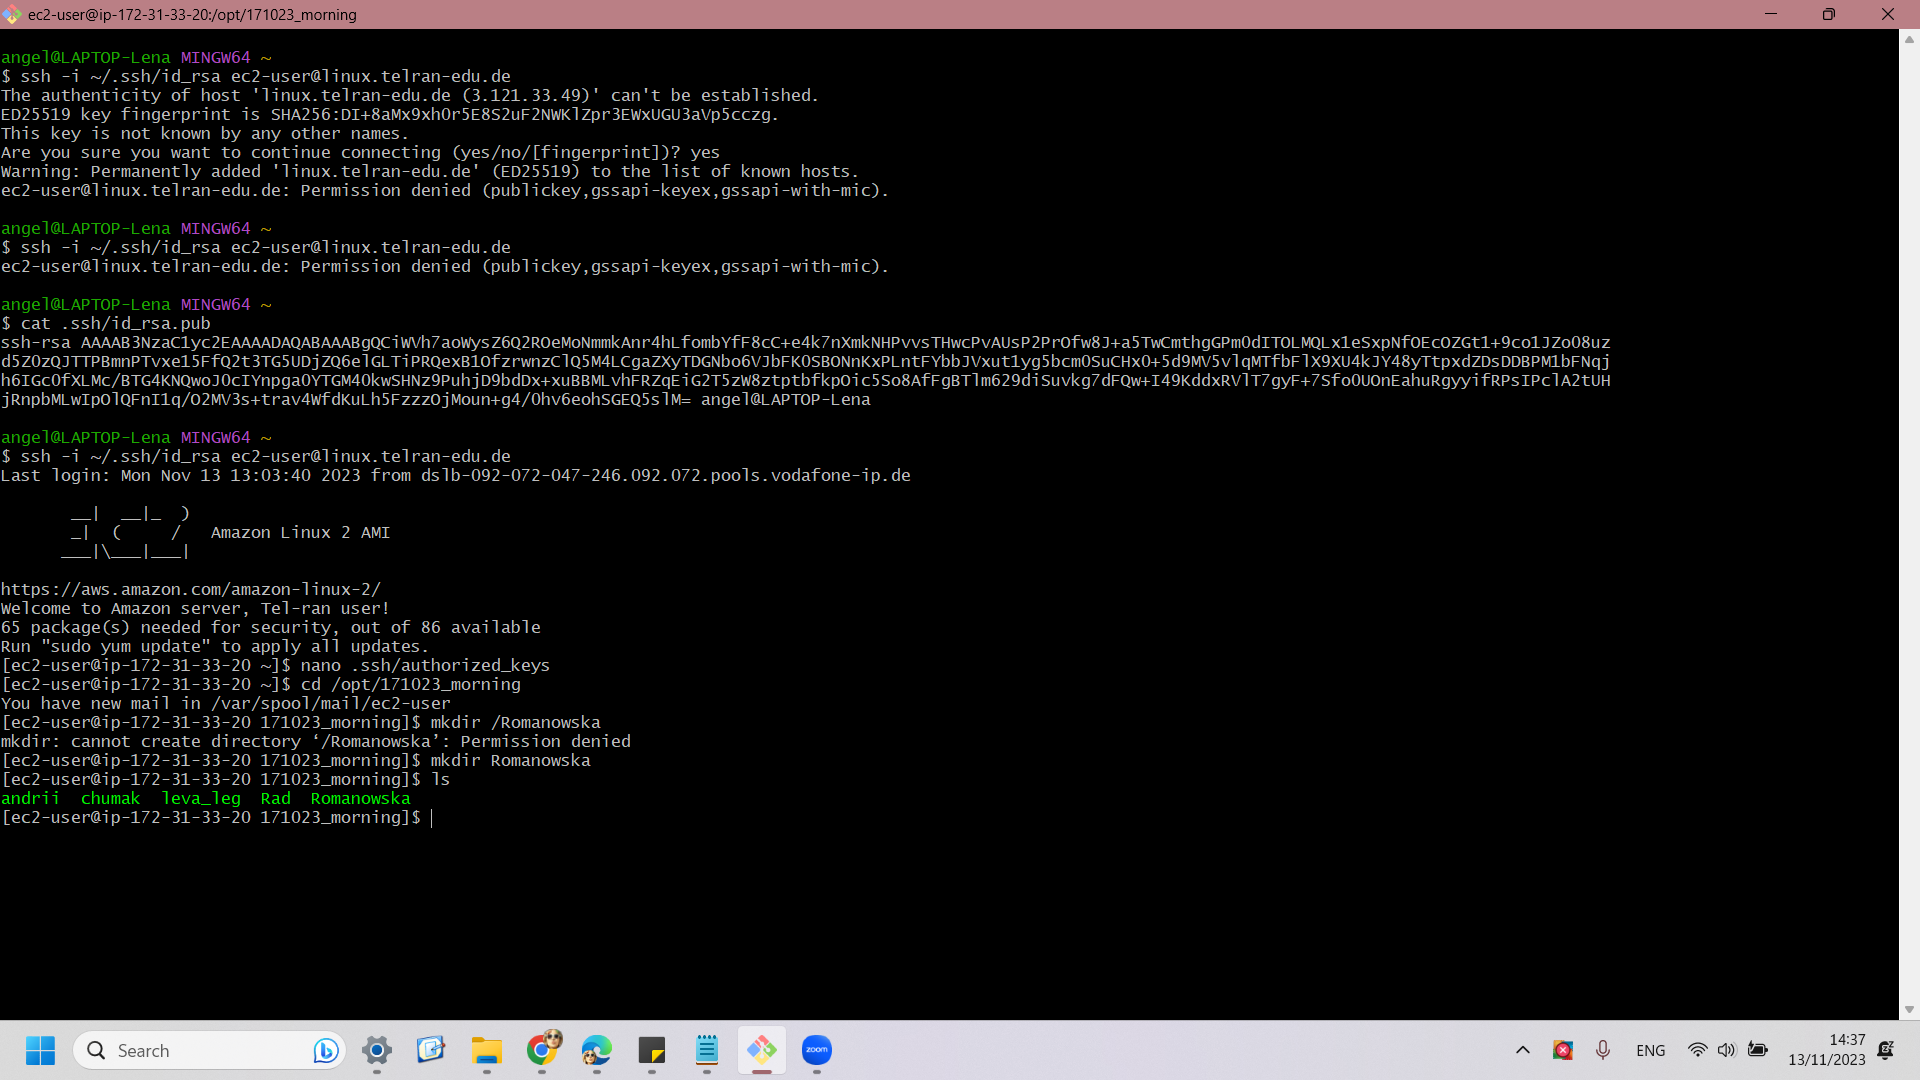 ec2-user@ip-172-31-33-20:/opt/171023_morning
angel@LAPTOP-Lena MINGW64 ~
$ ssh -i ~/.ssh/id_rsa ec2-user@linux.telran-edu.de
The authenticity of host 'linux.telran-edu.de (3.121.33.49)' can't be established.
ED25519 key fingerprint is SHA256:DI+8aMx9xhOr5E8S2uF2NWKlZpr3EWxUGU3aVp5cczg.
This key is not known by any other names.
Are you sure you want to continue connecting (yes/no/[fingerprint])? yes
Warning: Permanently added 'linux.telran-edu.de' (ED25519) to the list of known hosts.
ec2-user@linux.telran-edu.de: Permission denied (publickey,gssapi-keyex,gssapi-with-mic).
angel@LAPTOP-Lena MINGW64 ~
$ ssh -i ~/.ssh/id_rsa ec2-user@linux.telran-edu.de
ec2-user@linux.telran-edu.de: Permission denied (publickey,gssapi-keyex,gssapi-with-mic).
angel@LAPTOP-Lena MINGW64 ~
$ cat .ssh/id_rsa.pub
ssh-rsa AAAAB3NzaC1yc2EAAAADAQABAAABgQCiWVh7aoWysZ6Q2ROeMoNmmkAnr4hLfombYfF8cC+e4k7nXmkNHPvvsTHwcPvAUsP2PrOfw8J+a5TwCmthgGPmOdITOLMQLx1eSxpNfOEcOZGt1+9co1JZo08uz
d5ZOzQJTTPBmnPTvxe15FfQ2t3TG5UDjZQ6elGLTiPRQexB1OfzrwnzClQ5M4LCgaZXyTDGNbo6VJbFKOSBONnKxPLntFYbbJVxut1yg5bcmOSuCHxO+5d9MV5vlqMTfbFlX9XU4kJY48yTtpxdZDsDDBPM1bFNqj
h6IGCOfXLMc/BTG4KNQwoJOcIYnpgaOYTGM4OkwSHNz9PuhjD9bdDx+xuBBMLvhFRZqEiG2T5zW8ztptbfkpOic5So8AfFgBTlm629diSuvkg7dFQw+I49KddxRVlT7gyF+7SfoOUOnEahuRgyyifRPsIPclA2tUH
jRnpbMLwIpOlQFnI1q/O2MV3s+trav4WfdKuLh5FzzzOjMoun+g4/Ohv6eohSGEQ5slM= angel@LAPTOP-Lena
angel@LAPTOP-Lena MINGW64 ~
$ ssh -i ~/.ssh/id_rsa ec2-user@linux.telran-edu.de
Last login: Mon Nov 13 13:03:40 2023 from dslb-092-072-047-246.092.072.pools.vodafone-ip.de
       __|  __|_  )
       _|  (     /   Amazon Linux 2 AMI
      ___|\___|___|
https://aws.amazon.com/amazon-linux-2/
Welcome to Amazon server, Tel-ran user!
65 package(s) needed for security, out of 86 available
Run "sudo yum update" to apply all updates.
[ec2-user@ip-172-31-33-20 ~]$ nano .ssh/authorized_keys
[ec2-user@ip-172-31-33-20 ~]$ cd /opt/171023_morning
You have new mail in /var/spool/mail/ec2-user
[ec2-user@ip-172-31-33-20 171023_morning]$ mkdir /Romanowska
mkdir: cannot create directory ‘/Romanowska’: Permission denied
[ec2-user@ip-172-31-33-20 171023_morning]$ mkdir Romanowska
[ec2-user@ip-172-31-33-20 171023_morning]$ ls
andrii  chumak  leva_leg  Rad  Romanowska
[ec2-user@ip-172-31-33-20 171023_morning]$
Search
zoom
ENG
14:37
13/11/2023